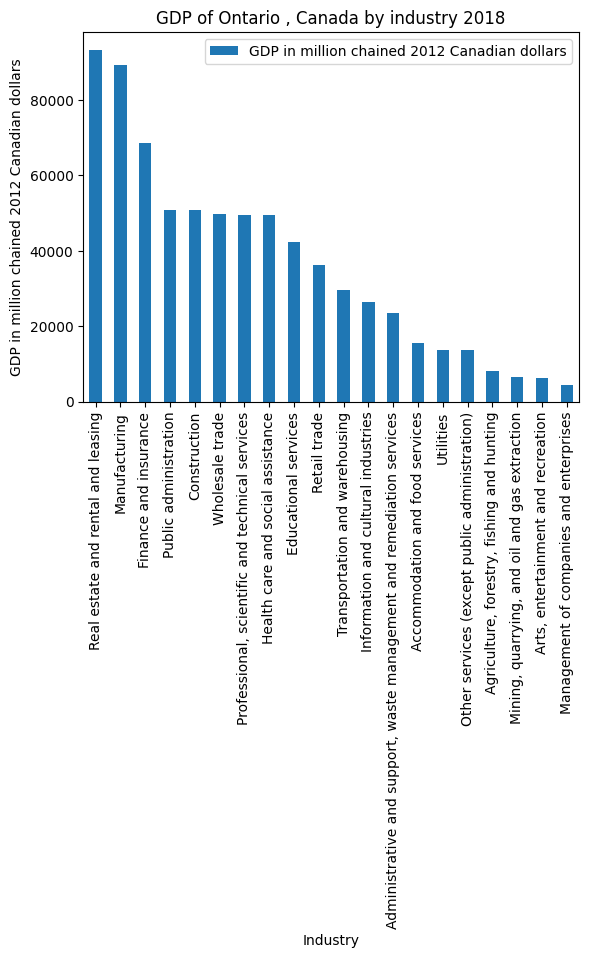 GDP of Ontario , Canada by industry 2018
GDP in million chained 2012 Canadian dollars
GDP in million chained 2012 Canadian dollars
80000
60000
40000
20000
0
Real estate and rental and leasing
Manufacturing
Finance and insurance
Public administration
Construction
Wholesale trade
Professional, scientific and technical services
Health care and social assistance
Educational services
Retail trade
Transportation and warehousing
Information and cultural industries
Administrative and support, waste management and remediation services
Accommodation and food services
Utilities
Other services (except public administration)
Agriculture, forestry, fishing and hunting
Mining, quarrying, and oil and gas extraction
Arts, entertainment and recreation
Management of companies and enterprises
Industry